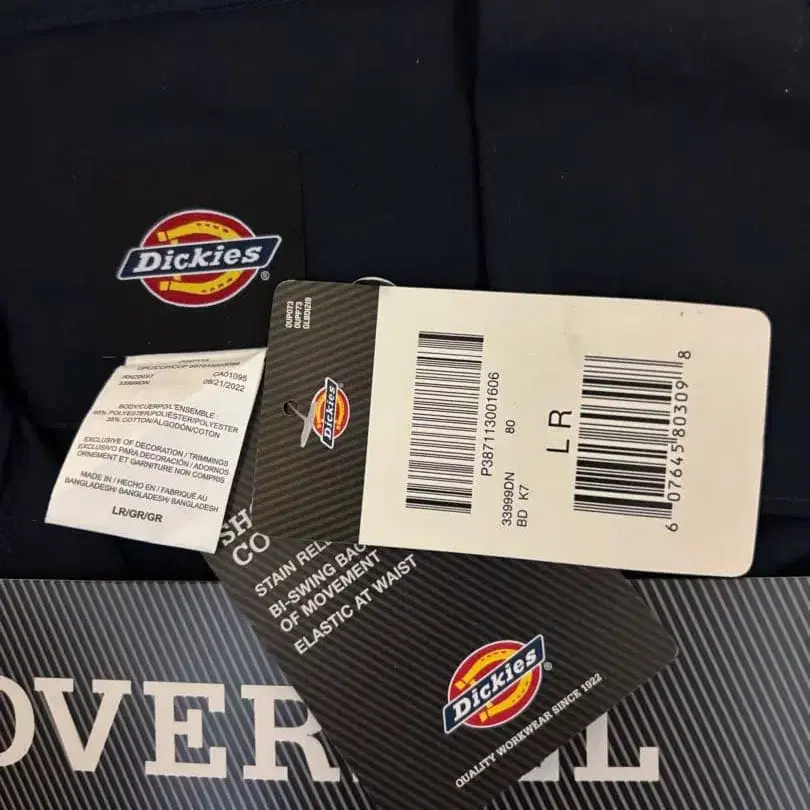 Dickies
®
CA01095
33999DN
09/21/2022
BODY/CUERPO/L'ENSEMBLE :
65% POLYESTER/POLIÉSTER/POLYESTER
35% COTTON/ALGODÓN/COTON
EXCLUSIVE OF DECORATION / TRIMMINGS
EXCLUSIVO PARA DECORACIÓN / ADORNOS
ORNEMENT ET GARNITURE NON COMPRIS
MADE IN / HECHO EN / FABRIQUÉ AU
BANGLADESH/ BANGLADESH/ BANGLADESH
LR/GR/GR
Dickies
P387113001606
33999DN 80
BD K7
LR
6 07645 80309 8
SH
CO
STAIN REL
BI-SWING BAC
OF MOVEMENT
ELASTIC AT WAIST
Dickies®
QUALITY WORKWEAR SINCE 1922
OVER L